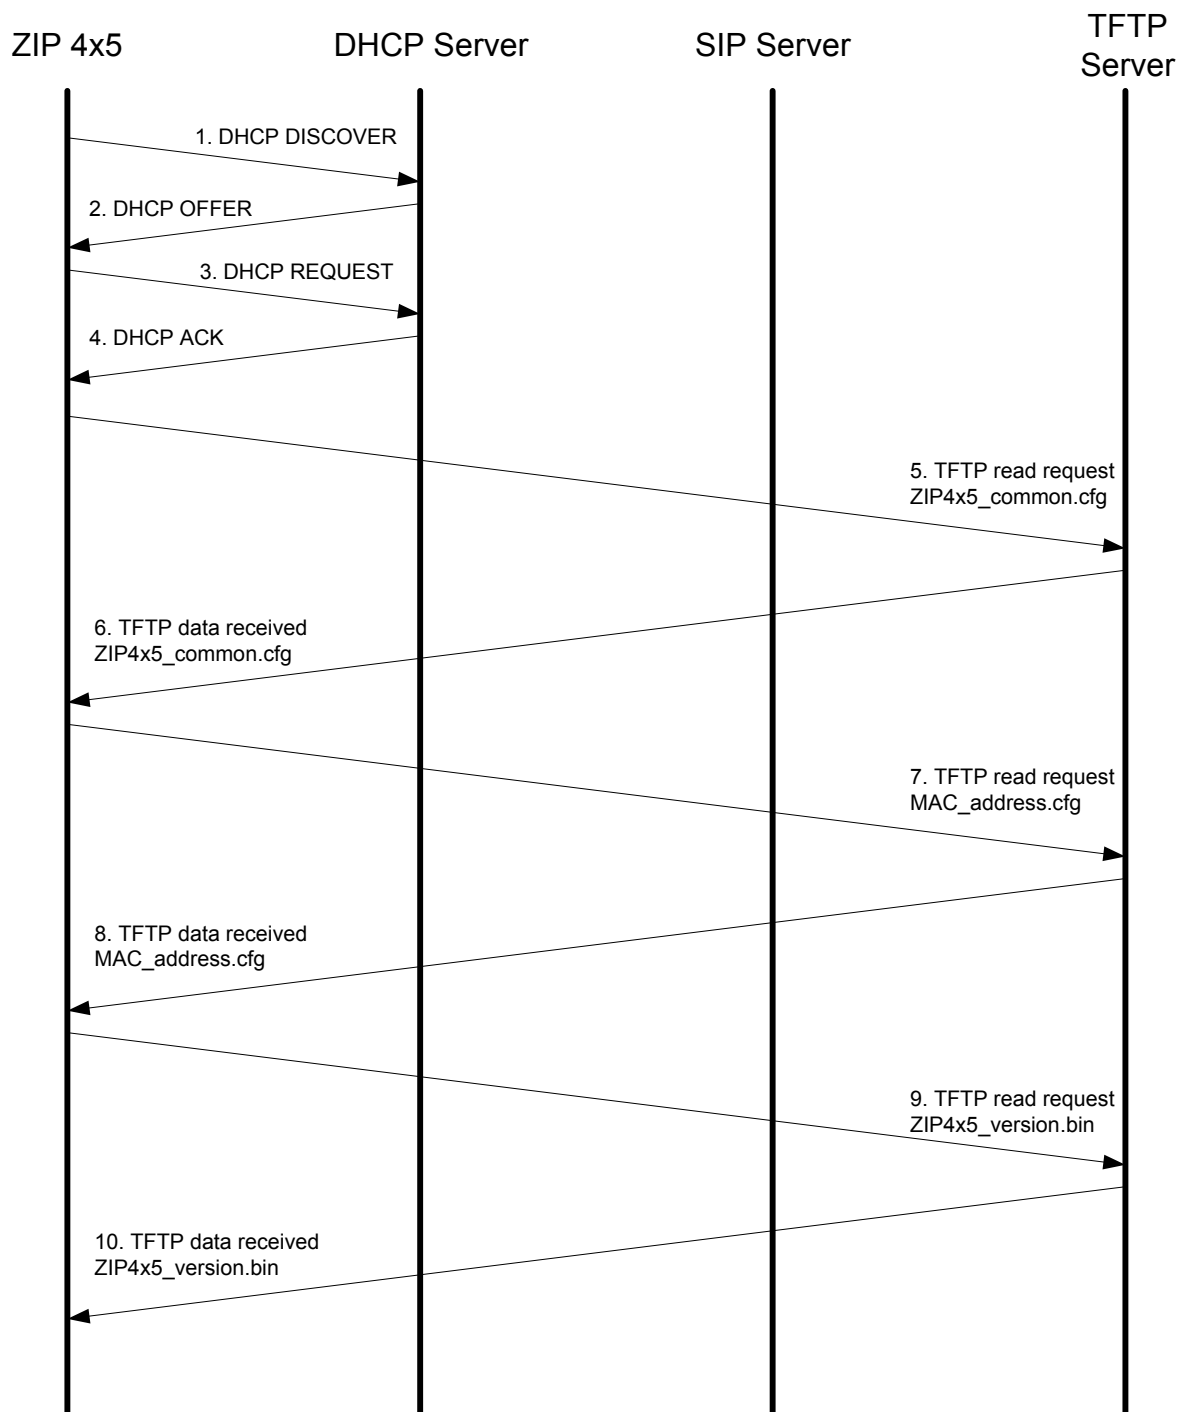 ZIP 4x5
DHCP Server
SIP Server
TFTP
Server
1. DHCP DISCOVER
2. DHCP OFFER
3. DHCP REQUEST
4. DHCP ACK
5. TFTP read request
ZIP4x5_common.cfg
6. TFTP data received
ZIP4x5_common.cfg
7. TFTP read request
MAC_address.cfg
8. TFTP data received
MAC_address.cfg
9. TFTP read request
ZIP4x5_version.bin
10. TFTP data received
ZIP4x5_version.bin